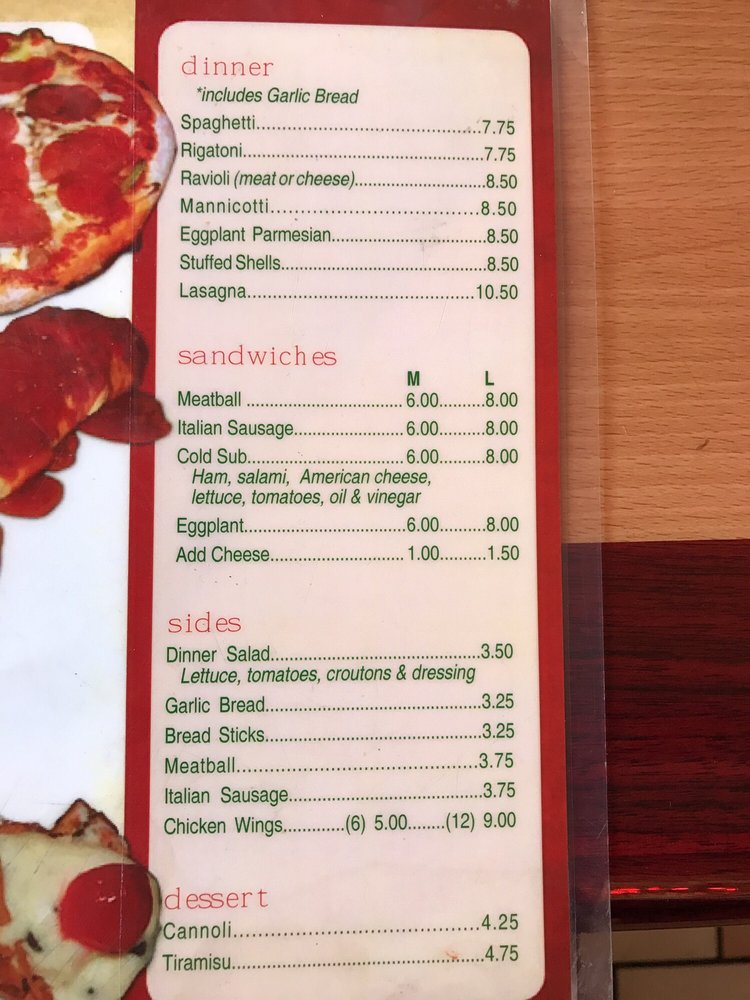 dinner
*includes Garlic Bread
Spaghetti............................................7.75
Rigatoni..............................................7.75
Ravioli (meat or cheese).........................8.50
Mannicotti..................................8.50
Eggplant Parmesian..............................8.50
Stuffed Shells........................................8.50
Lasagna............................................10.50
sandwiches
M L
Meatball ..............................6.00.........8.00
Italian Sausage.....................6.00.........8.00
Cold Sub..............................6.00.........8.00
Ham, salami, American cheese,
lettuce, tomatoes, oil & vinegar
Eggplant...............................6.00.........8.00
Add Cheese..........................1.00.........1.50
sides
Dinner Salad.........................................3.50
Lettuce, tomatoes, croutons & dressing
Garlic Bread..........................................3.25
Bread Sticks..........................................3.25
Meatball.......................................3.75
Italian Sausage......................................3.75
Chicken Wings............(6) 5.00.......(12) 9.00
dessert
Cannoli........................................4.25
Tiramisu.................................................4.75